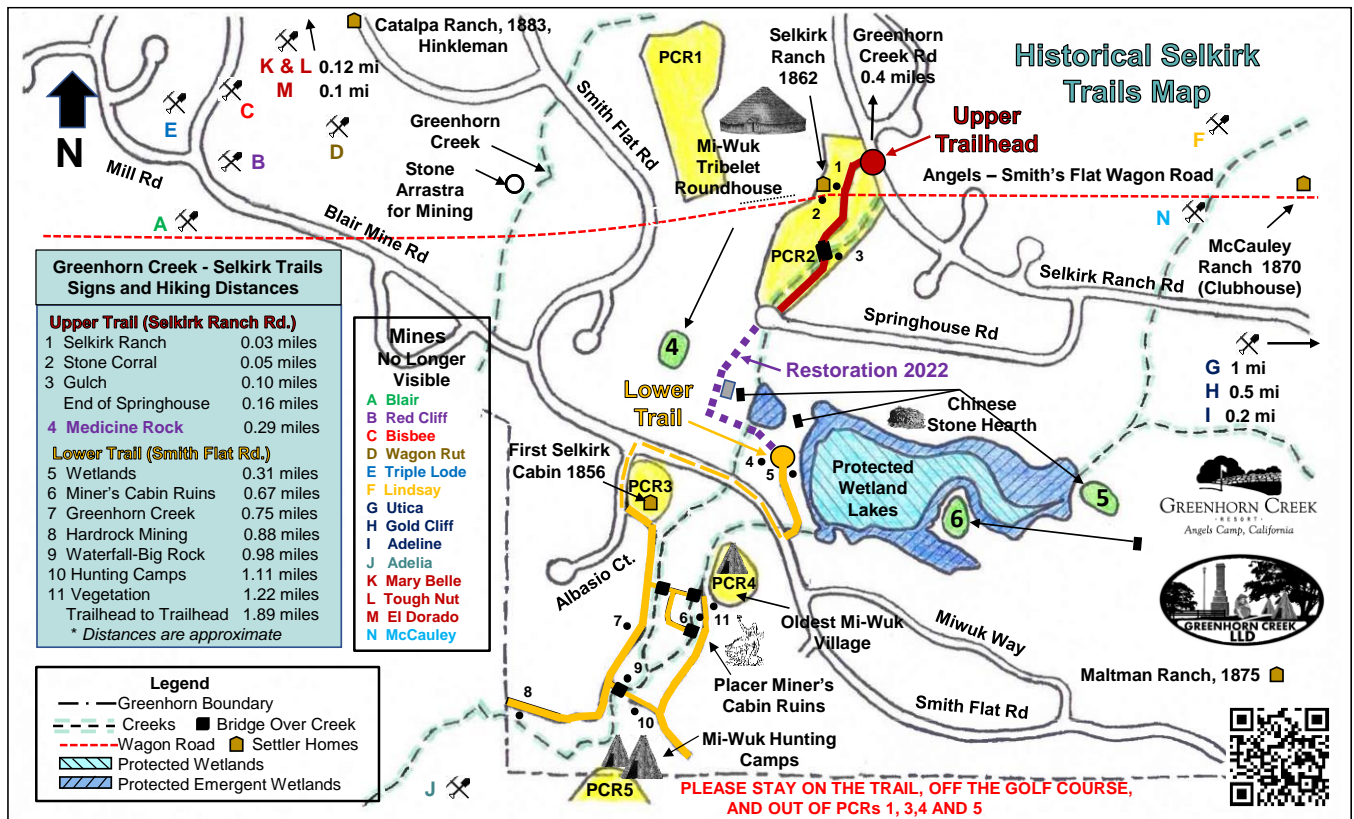 Historical Selkirk
Trails Map
Catalpa Ranch, 1883,
Hinkleman
K & L 0.12 mi
M 0.1 mi
E
C
B
D
A
N
Mill Rd
Blair Mine Rd
Greenhorn
Creek
Stone
Arrastra
for Mining
Smith Flat Rd
PCR1
Mi-Wuk
Tribelet
Roundhouse
Selkirk
Ranch
1862
Greenhorn
Creek Rd
0.4 miles
Upper
Trailhead
1
2
PCR2
3
Angels – Smith's Flat Wagon Road
F
N
McCauley
Ranch 1870
(Clubhouse)
Selkirk Ranch Rd
Springhouse Rd
G 1 mi
H 0.5 mi
I 0.2 mi
Greenhorn Creek - Selkirk Trails
Signs and Hiking Distances
Upper Trail (Selkirk Ranch Rd.)
1 Selkirk Ranch 0.03 miles
2 Stone Corral 0.05 miles
3 Gulch 0.10 miles
End of Springhouse 0.16 miles
4 Medicine Rock 0.29 miles
Lower Trail (Smith Flat Rd.)
5 Wetlands 0.31 miles
6 Miner's Cabin Ruins 0.67 miles
7 Greenhorn Creek 0.75 miles
8 Hardrock Mining 0.88 miles
9 Waterfall-Big Rock 0.98 miles
10 Hunting Camps 1.11 miles
11 Vegetation 1.22 miles
Trailhead to Trailhead 1.89 miles
* Distances are approximate
Mines
No Longer
Visible
A Blair
B Red Cliff
C Bisbee
D Wagon Rut
E Triple Lode
F Lindsay
G Utica
H Gold Cliff
I Adeline
J Adelia
K Mary Belle
L Tough Nut
M El Dorado
N McCauley
4
Restoration 2022
Lower
Trail
4
5
Chinese
Stone Hearth
Protected
Wetland
Lakes
5
6
First Selkirk
Cabin 1856
PCR3
Albasio Ct.
PCR4
Oldest Mi-Wuk
Village
6
11
7
9
8
10
Placer Miner's
Cabin Ruins
Mi-Wuk Hunting
Camps
PCR5
J
Miwuk Way
Smith Flat Rd
Maltman Ranch, 1875
GREENHORN CREEK
· RESORT ·
Angels Camp, California
GREENHORN CREEK
LLD
Legend
Greenhorn Boundary
Creeks Bridge Over Creek
Wagon Road Settler Homes
Protected Wetlands
Protected Emergent Wetlands
PLEASE STAY ON THE TRAIL, OFF THE GOLF COURSE,
AND OUT OF PCRs 1, 3,4 AND 5